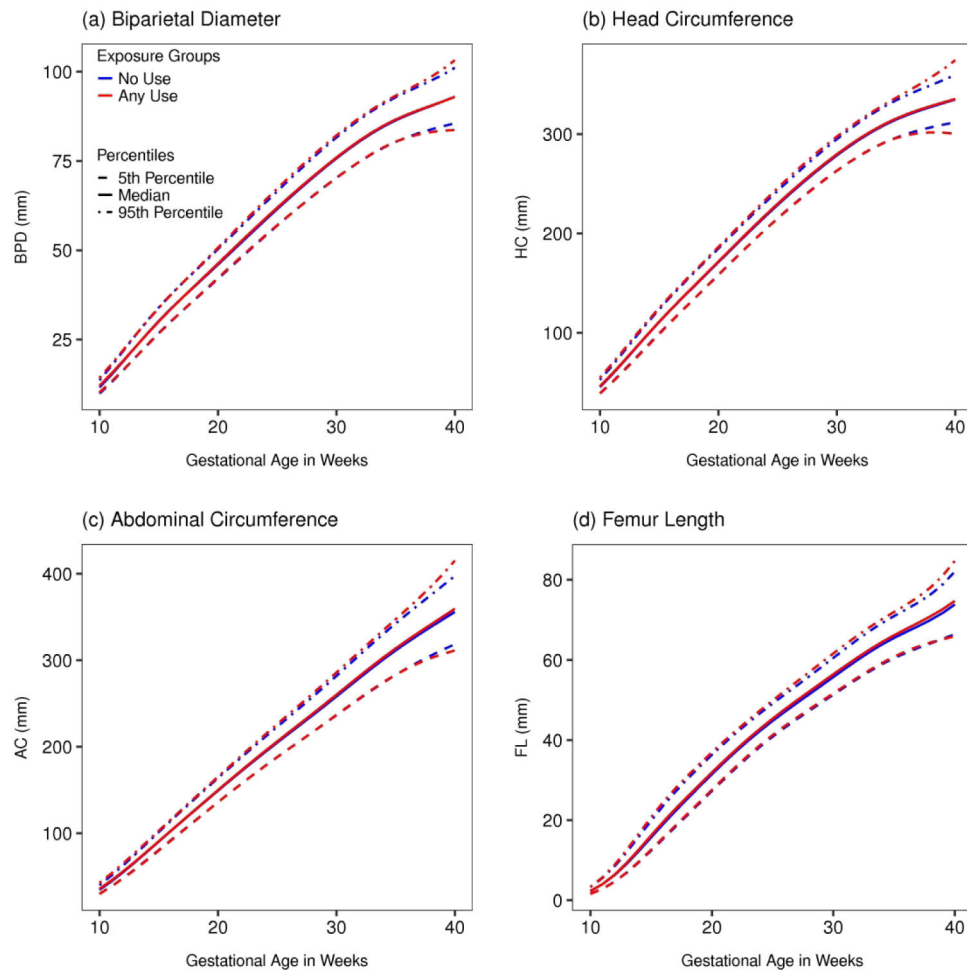 (a) Biparietal Diameter
Exposure Groups
No Use
Any Use
Percentiles
5th Percentile
Median
95th Percentile
100
75
50
25
BPD (mm)
10
20
30
40
Gestational Age in Weeks
(b) Head Circumference
300
200
100
HC (mm)
10
20
30
40
Gestational Age in Weeks
(c) Abdominal Circumference
400
300
200
100
AC (mm)
10
20
30
40
Gestational Age in Weeks
(d) Femur Length
80
60
40
20
0
FL (mm)
10
20
30
40
Gestational Age in Weeks